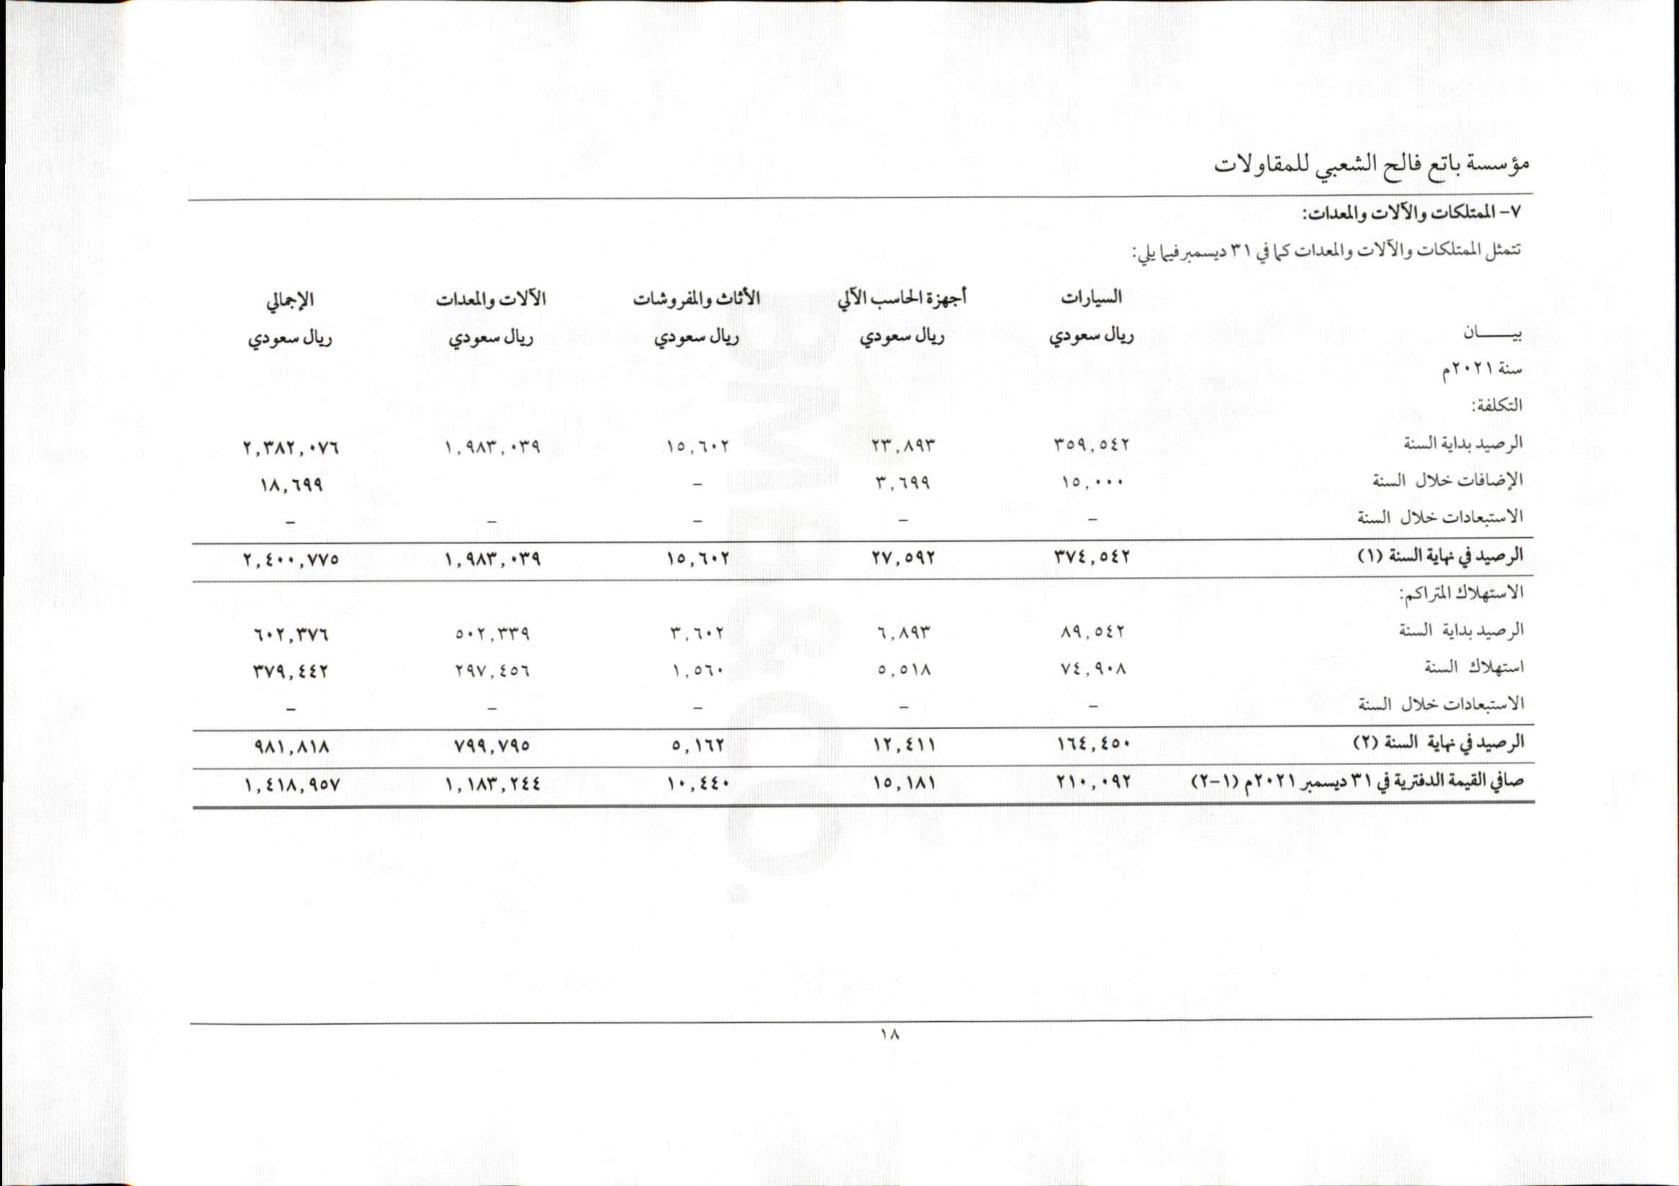 مؤسسة باتع فالح الشعبي للمقاولات
٧- الممتلكات والآلات والمعدات:
تتمثل الممتلكات والآلات والمعدات كما في ٣١ ديسمبر فيما يلي:
السيارات أجهزة الحاسب الآلي الأثاث والمفروشات الآلات والمعدات الإجمالي
بيـــــان ريال سعودي ريال سعودي ريال سعودي ريال سعودي ريال سعودي
سنة ٢٠٢١م
التكلفة:
الرصيد بداية السنة ٣٥٩,٥٤٢ ٢٣,٨٩٣ ١٥,٦٠٢ ١,٩٨٣,٠٣٩ ٢,٣٨٢,٠٧٦
الإضافات خلال السنة ١٥,٠٠٠ ٣,٦٩٩ – ١٨,٦٩٩
الاستبعادات خلال السنة – – – – –
الرصيد في نهاية السنة (١) ٣٧٤,٥٤٢ ٢٧,٥٩٢ ١٥,٦٠٢ ١,٩٨٣,٠٣٩ ٢,٤٠٠,٧٧٥
الاستهلاك المتراكم:
الرصيد بداية السنة ٨٩,٥٤٢ ٦,٨٩٣ ٣,٦٠٢ ٥٠٢,٣٣٩ ٦٠٢,٣٧٦
استهلاك السنة ٧٤,٩٠٨ ٥,٥١٨ ١,٥٦٠ ٢٩٧,٤٥٦ ٣٧٩,٤٤٢
الاستبعادات خلال السنة – – – – –
الرصيد في نهاية السنة (٢) ١٦٤,٤٥٠ ١٢,٤١١ ٥,١٦٢ ٧٩٩,٧٩٥ ٩٨١,٨١٨
صافي القيمة الدفترية في ٣١ ديسمبر ٢٠٢١م (١-٢) ٢١٠,٠٩٢ ١٥,١٨١ ١٠,٤٤٠ ١,١٨٣,٢٤٤ ١,٤١٨,٩٥٧
١٨